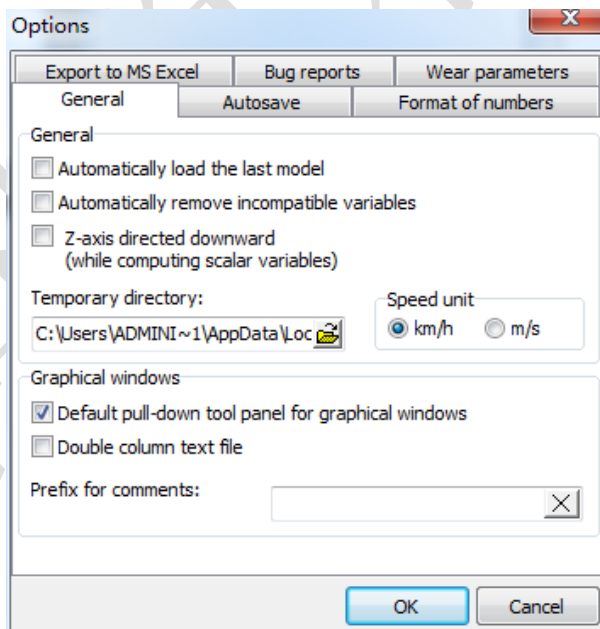 Options
Export to MS Excel Bug reports Wear parameters
General Autosave Format of numbers
General
Automatically load the last model
Automatically remove incompatible variables
Z-axis directed downward
(while computing scalar variables)
Temporary directory:
Speed unit
C:\Users\ADMINI~1\AppData\Loc
km/h m/s
Graphical windows
Default pull-down tool panel for graphical windows
Double column text file
Prefix for comments:
OK Cancel